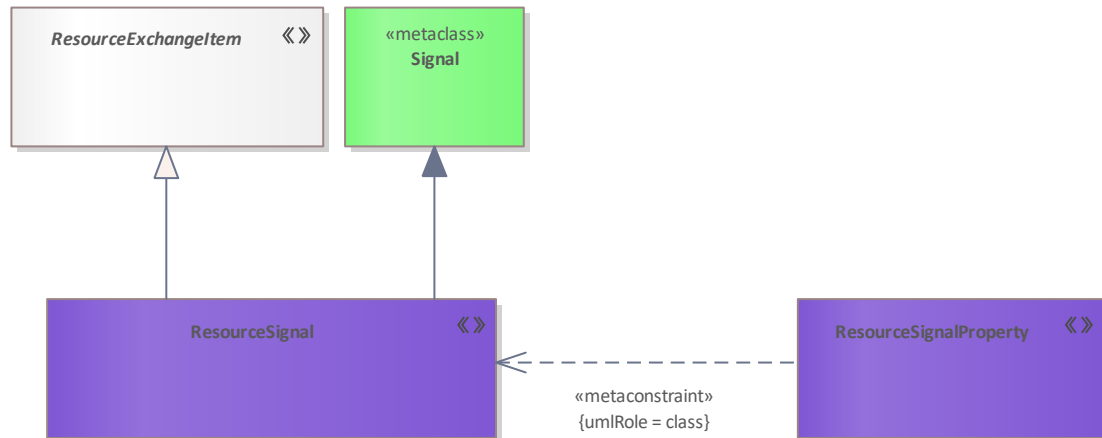 ResourceExchangeItem «»
«metaclass»
Signal
ResourceSignal «»
ResourceSignalProperty «»
«metaconstraint»
{umlRole = class}